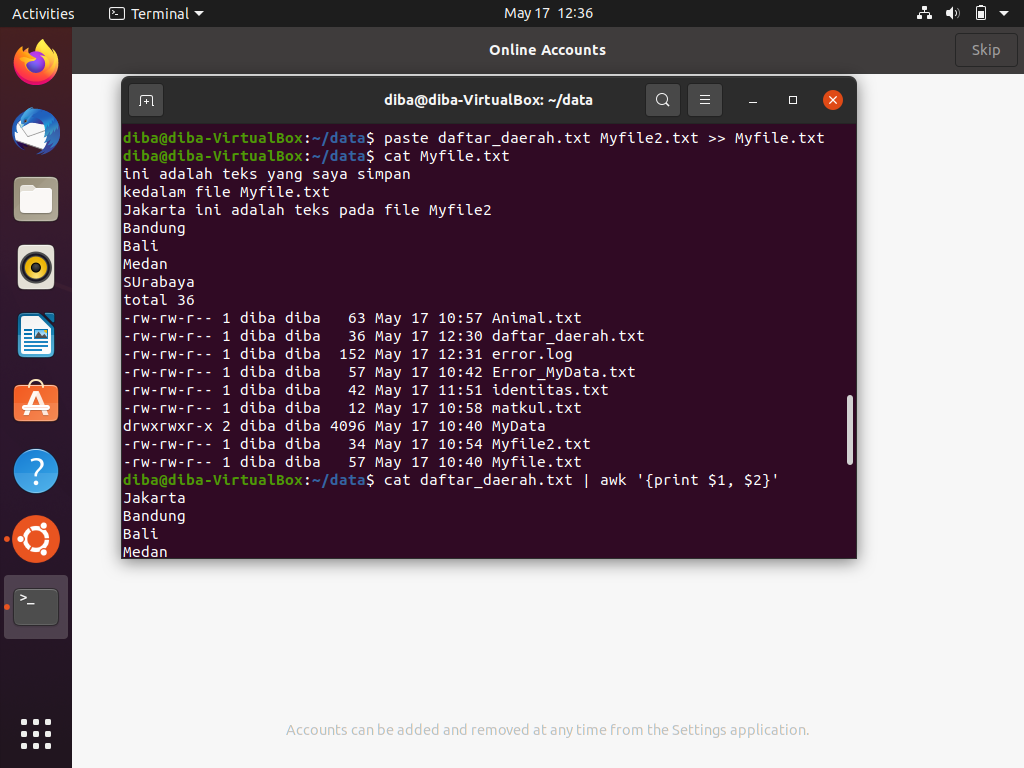 Activities
Terminal
May 17 12:36
Online Accounts
Skip
diba@diba-VirtualBox: ~/data
diba@diba-VirtualBox:~/data$ paste daftar_daerah.txt Myfile2.txt >> Myfile.txt
diba@diba-VirtualBox:~/data$ cat Myfile.txt
ini adalah teks yang saya simpan
kedalam file Myfile.txt
Jakarta ini adalah teks pada file Myfile2
Bandung
Bali
Medan
SUrabaya
total 36
-rw-rw-r-- 1 diba diba   63 May 17 10:57 Animal.txt
-rw-rw-r-- 1 diba diba   36 May 17 12:30 daftar_daerah.txt
-rw-rw-r-- 1 diba diba  152 May 17 12:31 error.log
-rw-rw-r-- 1 diba diba   57 May 17 10:42 Error_MyData.txt
-rw-rw-r-- 1 diba diba   42 May 17 11:51 identitas.txt
-rw-rw-r-- 1 diba diba   12 May 17 10:58 matkul.txt
drwxrwxr-x 2 diba diba 4096 May 17 10:40 MyData
-rw-rw-r-- 1 diba diba   34 May 17 10:54 Myfile2.txt
-rw-rw-r-- 1 diba diba   57 May 17 10:40 Myfile.txt
diba@diba-VirtualBox:~/data$ cat daftar_daerah.txt | awk '{print $1, $2}'
Jakarta
Bandung
Bali
Medan
Accounts can be added and removed at any time from the Settings application.